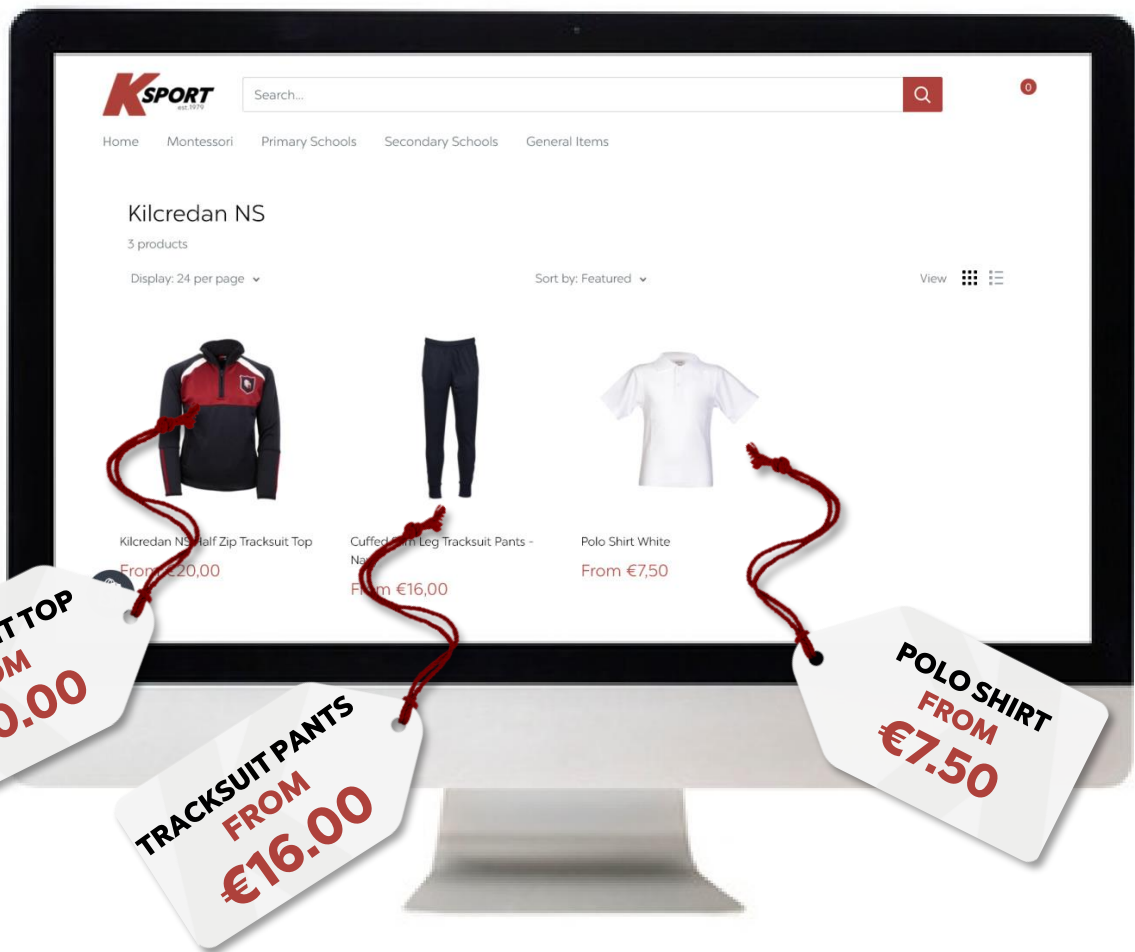 KSPORT
est.1979
Search...
0
Home Montessori Primary Schools Secondary Schools General Items
Kilcredan NS
3 products
Display: 24 per page Sort by: Featured View
Kilcredan NS Half Zip Tracksuit Top
From €20,00
Cuffed Slim Leg Tracksuit Pants -
From €16,00
Polo Shirt White
From €7,50
TOP
TRACKSUIT PANTS
FROM
€16.00
POLO SHIRT
FROM
€7.50